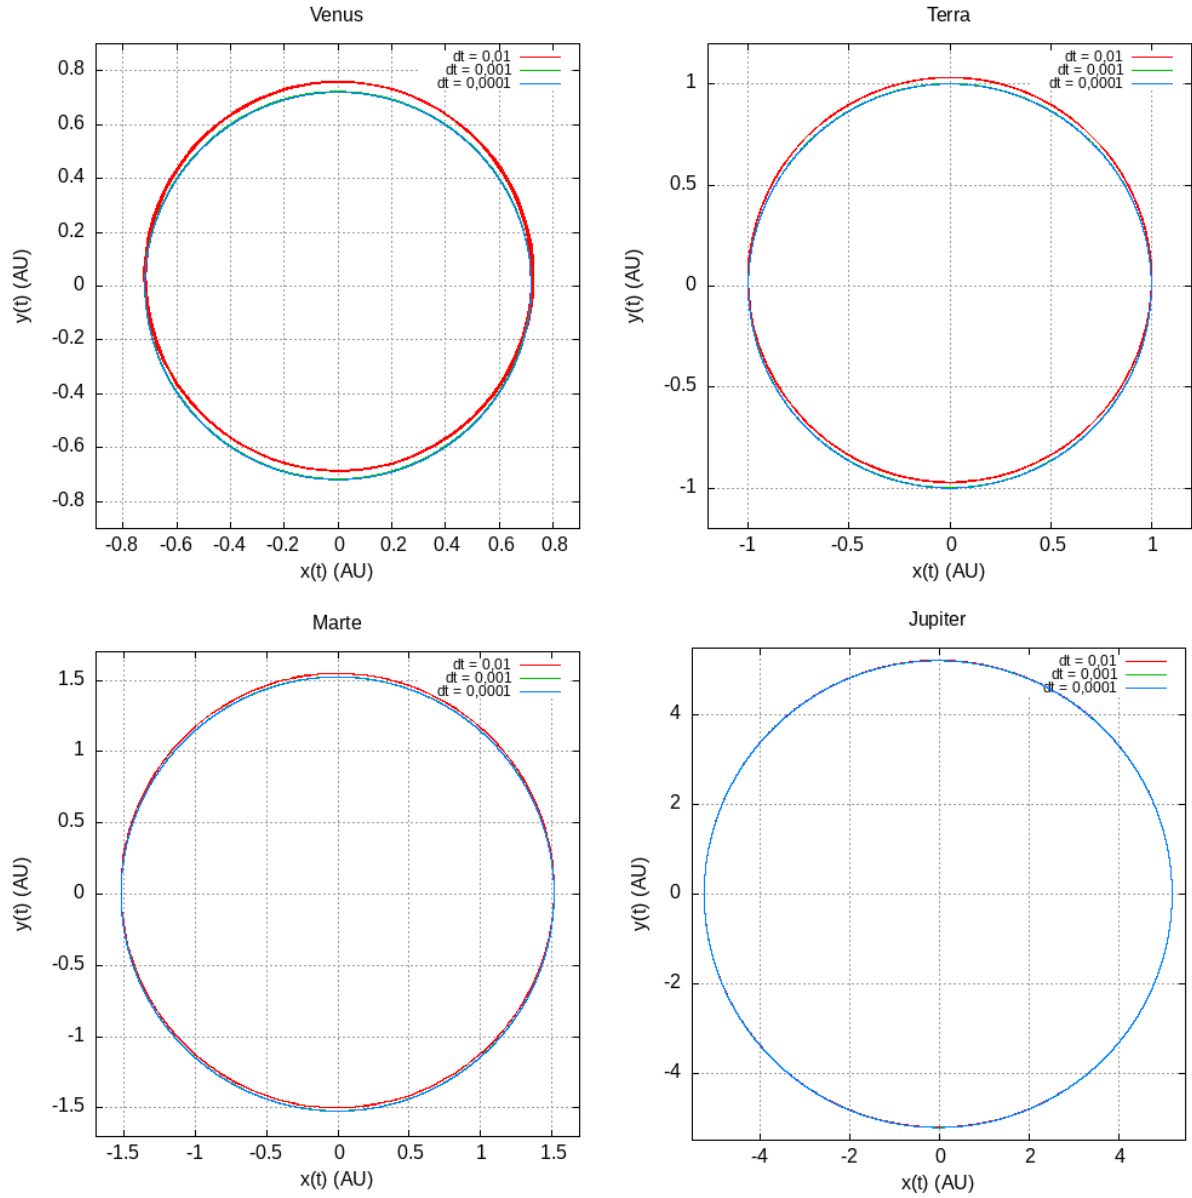 Venus
dt = 0,01
dt = 0,001
dt = 0,0001
0.8
0.6
0.4
0.2
0
-0.2
-0.4
-0.6
-0.8
y(t) (AU)
-0.8 -0.6 -0.4 -0.2 0 0.2 0.4 0.6 0.8
x(t) (AU)
Terra
dt = 0,01
dt = 0,001
dt = 0,0001
1
0.5
0
-0.5
-1
y(t) (AU)
-1 -0.5 0 0.5 1
x(t) (AU)
Marte
dt = 0,01
dt = 0,001
dt = 0,0001
1.5
1
0.5
0
-0.5
-1
-1.5
y(t) (AU)
-1.5 -1 -0.5 0 0.5 1 1.5
x(t) (AU)
Jupiter
dt = 0,01
dt = 0,001
dt = 0,0001
4
2
0
-2
-4
y(t) (AU)
-4 -2 0 2 4
x(t) (AU)